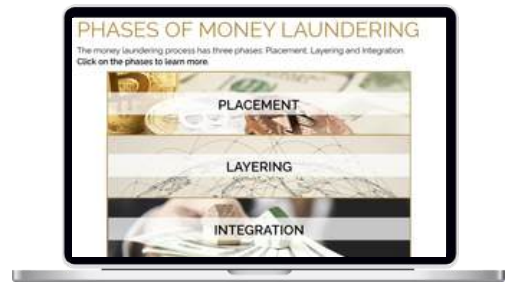 PHASES OF MONEY LAUNDERING
The money laundering process has three phases: Placement, Layering and Integration.
Click on the phases to learn more.
PLACEMENT
LAYERING
INTEGRATION